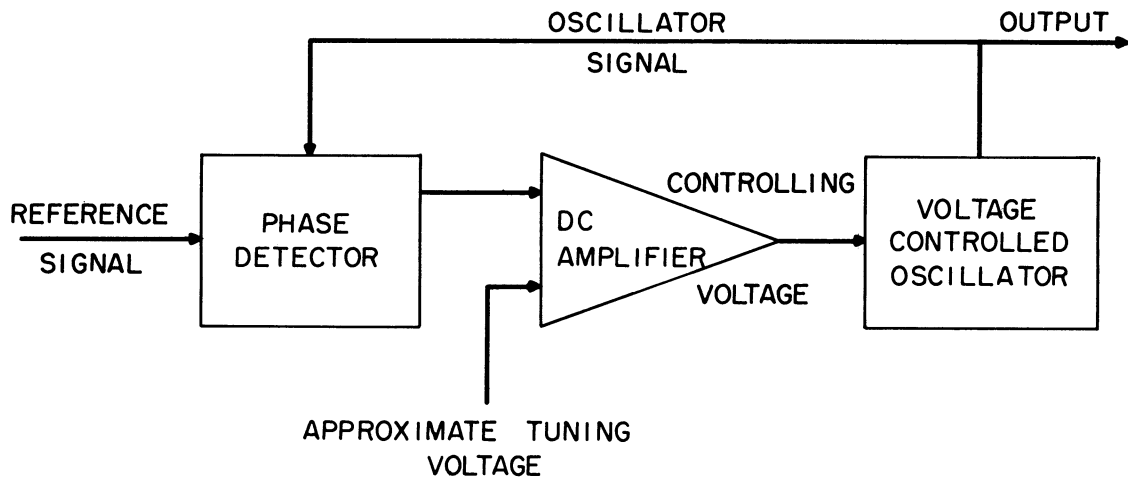 OSCILLATOR
SIGNAL
OUTPUT
REFERENCE
SIGNAL
PHASE
DETECTOR
DC
AMPLIFIER
CONTROLLING
VOLTAGE
VOLTAGE
CONTROLLED
OSCILLATOR
APPROXIMATE TUNING
VOLTAGE